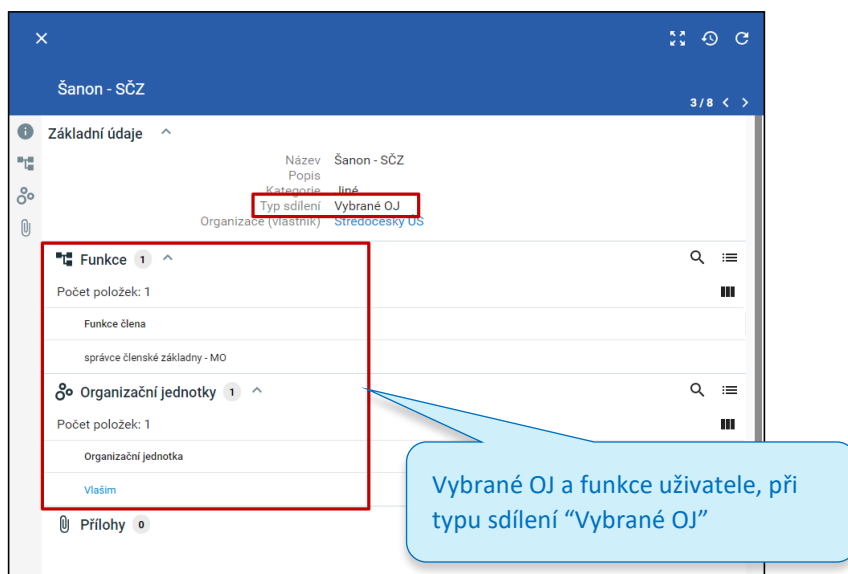 Šanon - SČZ
3 / 8
Základní údaje
Název Šanon - SČZ
Popis
Kategorie Jiné
Typ sdílení Vybrané OJ
Organizace (vlastník) Středočeský ÚS
Funkce 1
Počet položek: 1
Funkce člena
správce členské základny - MO
Organizační jednotky 1
Počet položek: 1
Organizační jednotka
Vlašim
Přílohy 0
Vybrané OJ a funkce uživatele, při
typu sdílení “Vybrané OJ”